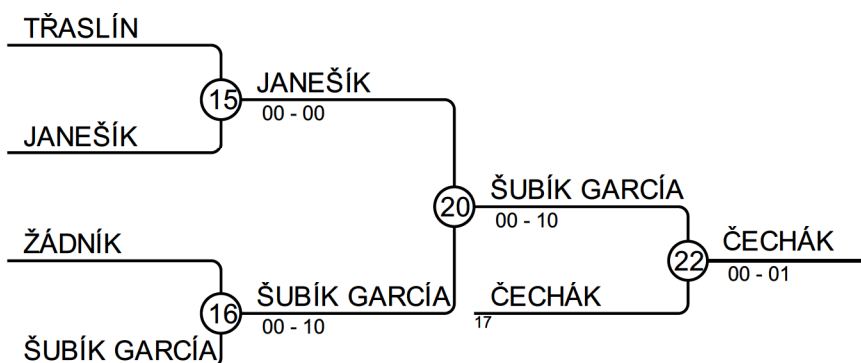 TŘASLÍN
15
JANEŠÍK
00 - 00
JANEŠÍK
20
ŠUBÍK GARCÍA
00 - 10
ŽÁDNÍK
22
ČECHÁK
00 - 01
16
ŠUBÍK GARCÍA
00 - 10
17
ČECHÁK
ŠUBÍK GARCÍA